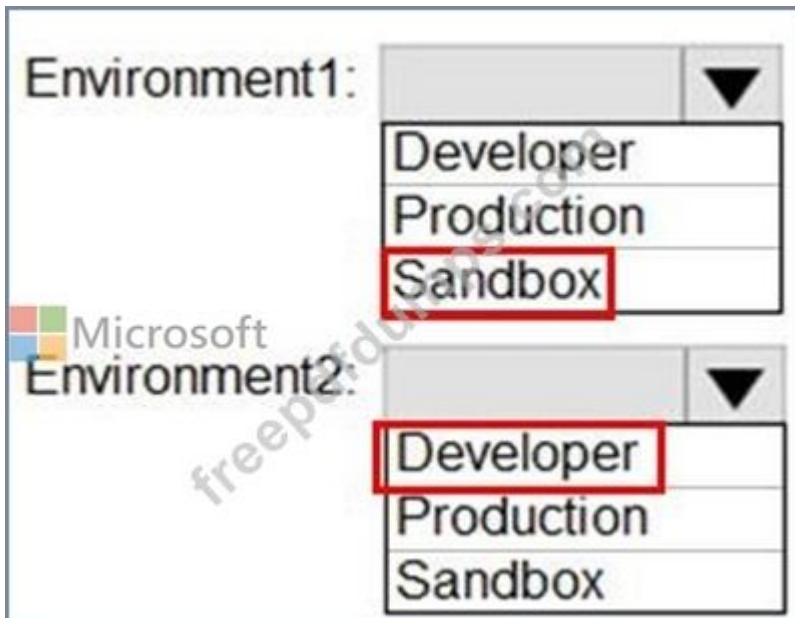 Environment1:
Developer
Production
Sandbox
Microsoft
Environment2:
Developer
Production
Sandbox
freepdfdumps.com